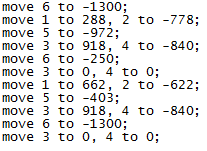 move 6 to -1300;
move 1 to 288, 2 to -778;
move 5 to -972;
move 3 to 918, 4 to -840;
move 6 to -250;
move 3 to 0, 4 to 0;
move 1 to 662, 2 to -622;
move 5 to -403;
move 3 to 918, 4 to -840;
move 6 to -1300;
move 3 to 0, 4 to 0;